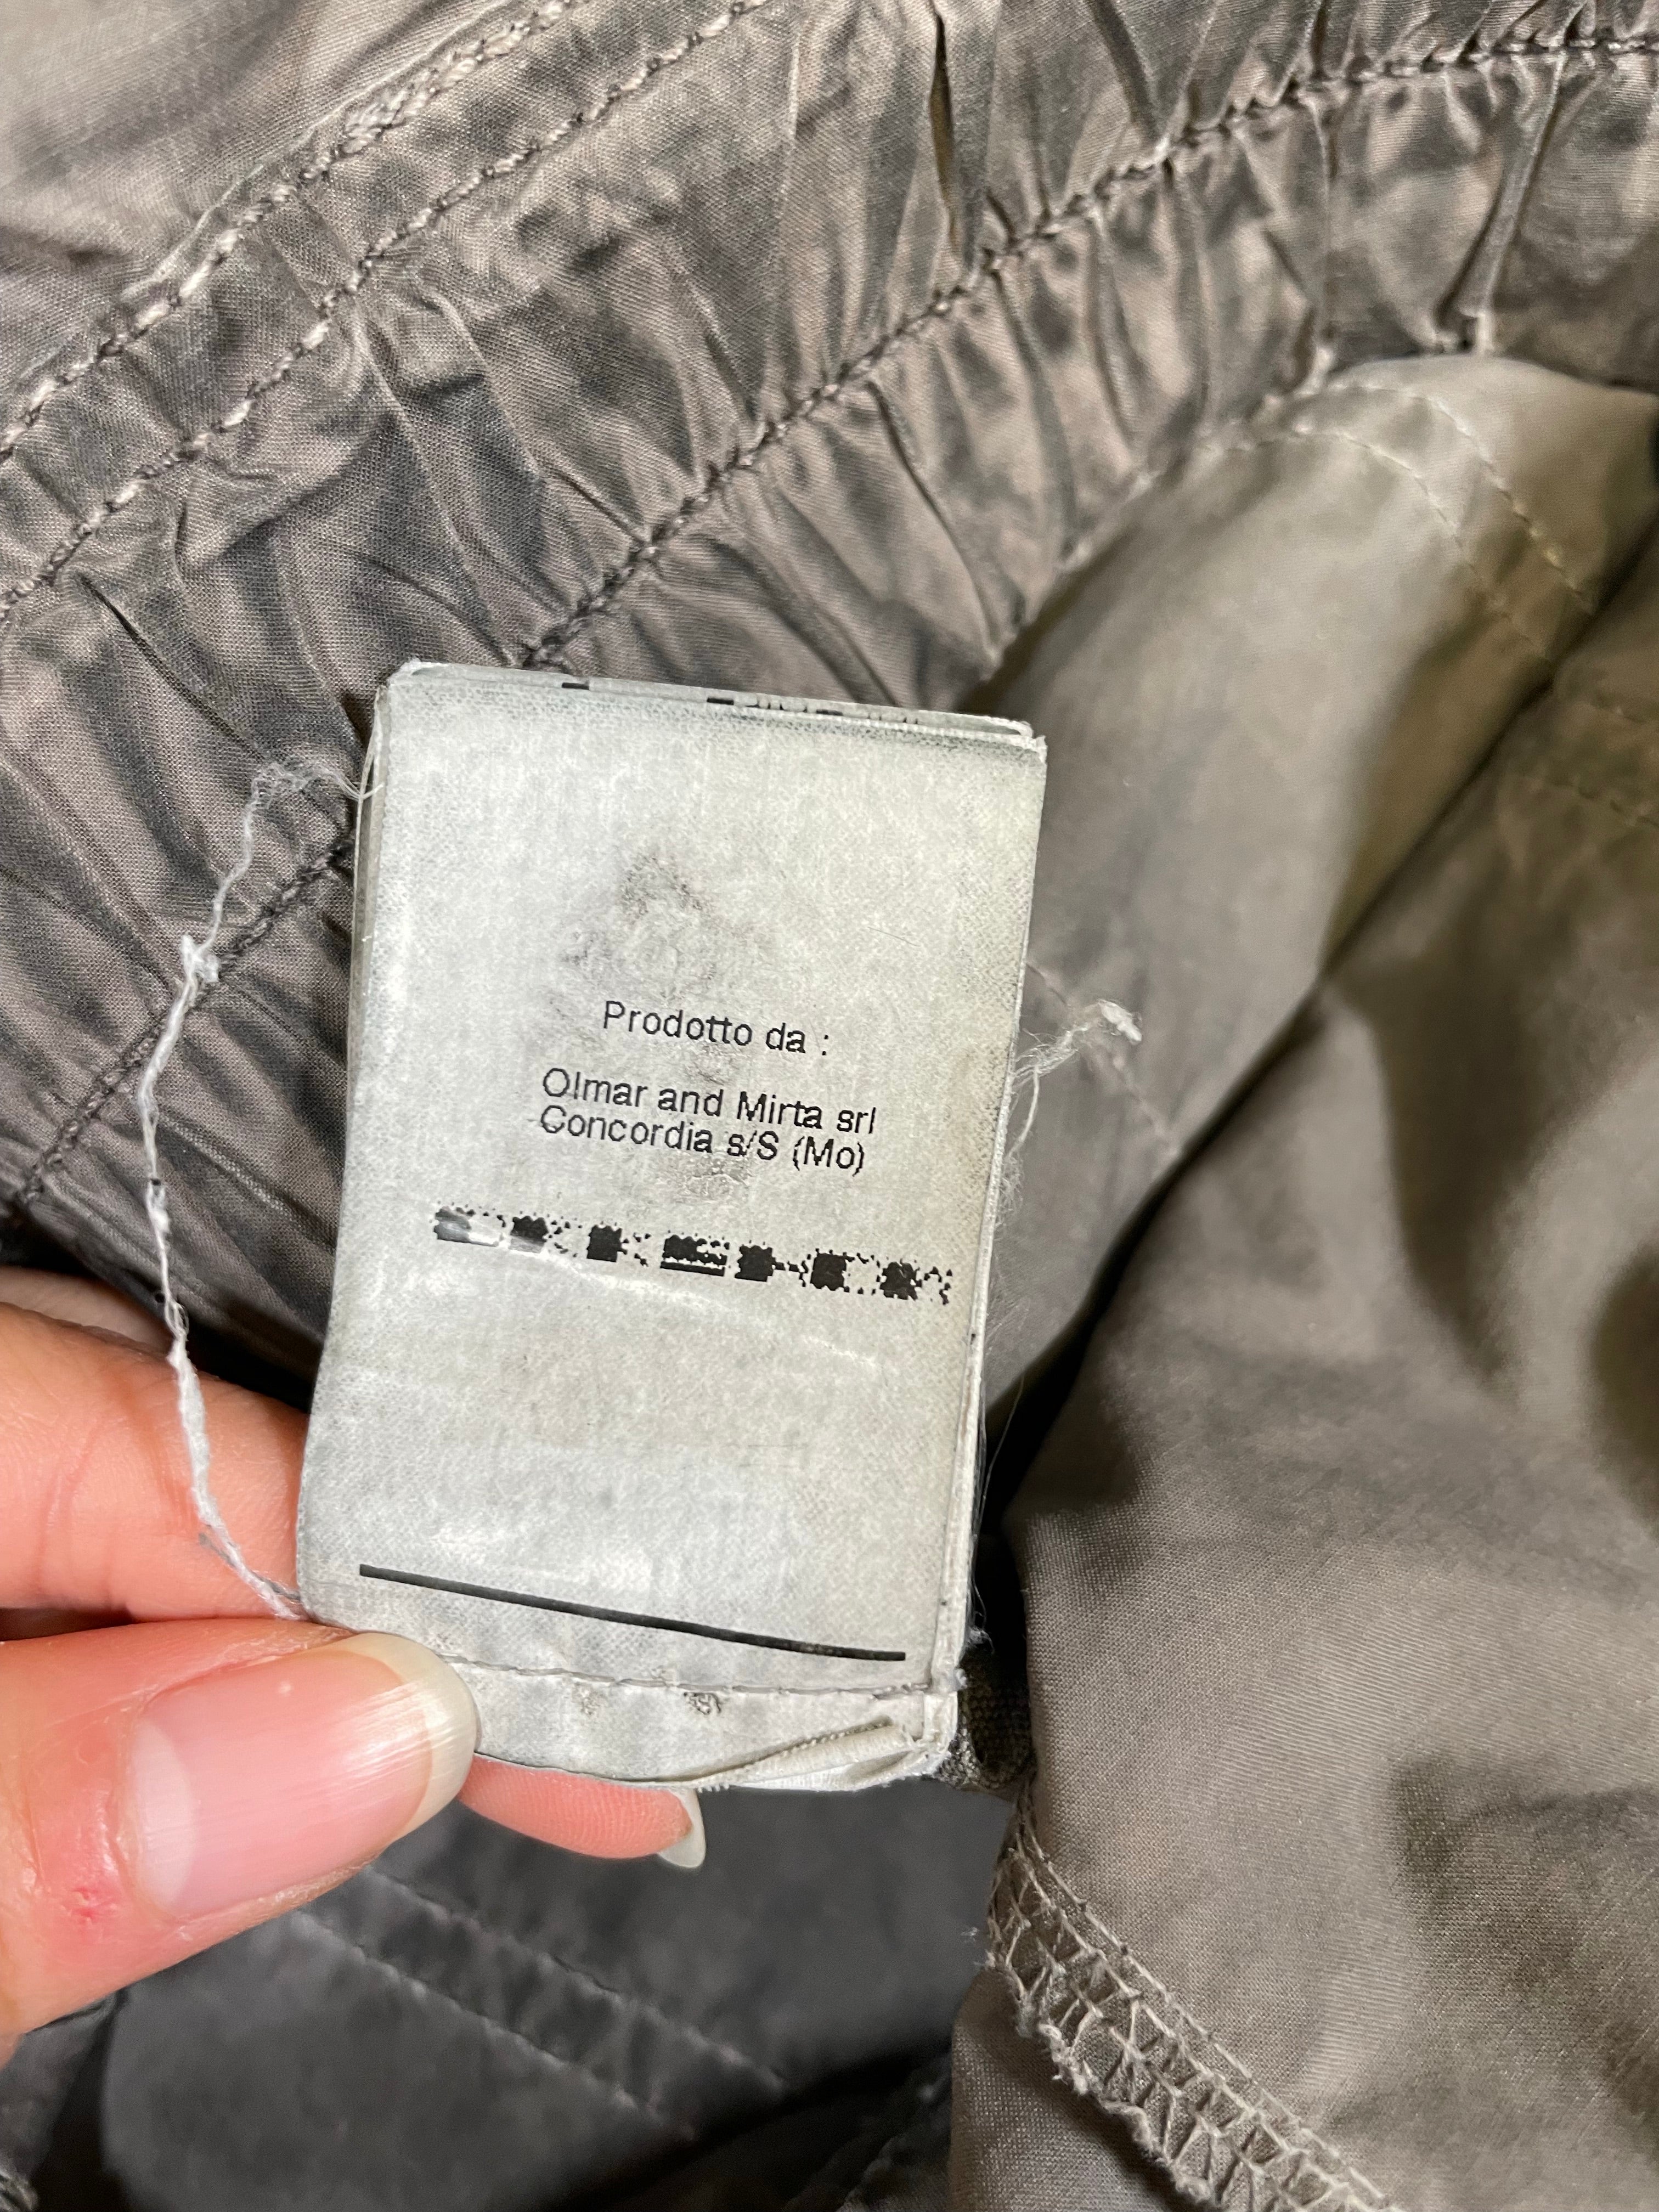 Prodotto da :
Olmar and Mirta srl
Concordia s/S (Mo)